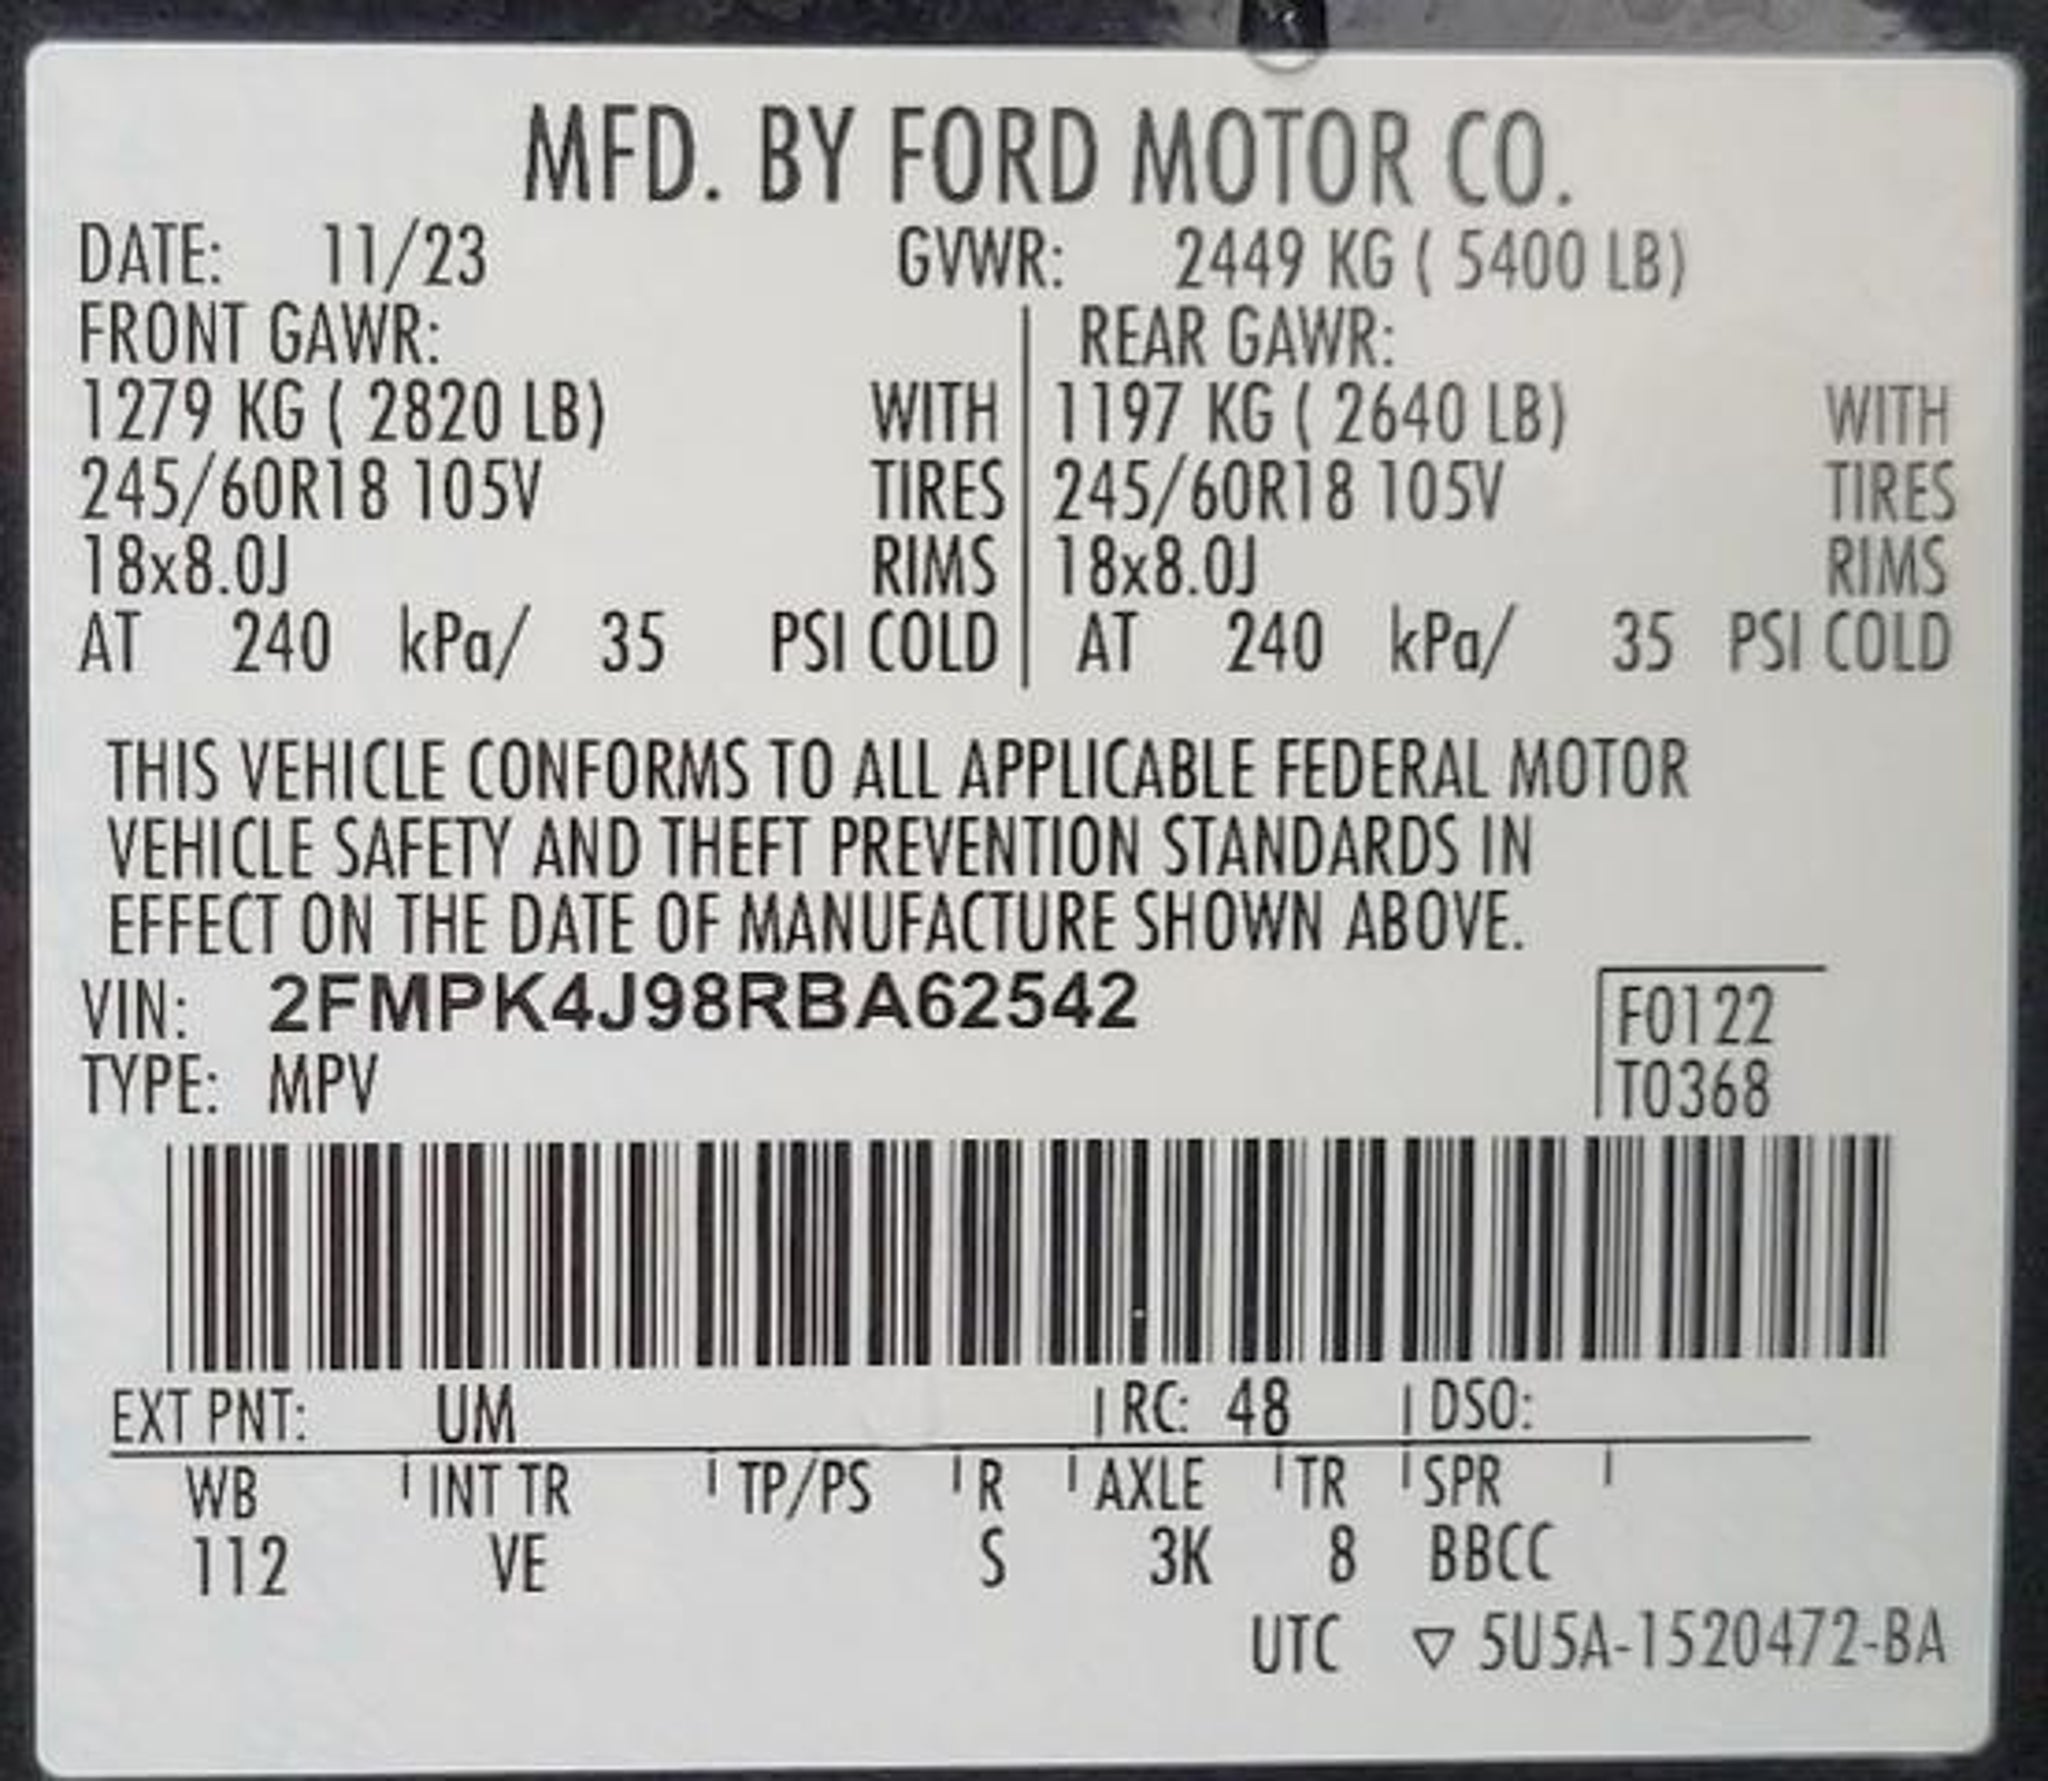 MFD. BY FORD MOTOR CO.
DATE: 11/23 GVWR: 2449 KG ( 5400 LB)
FRONT GAWR: REAR GAWR:
1279 KG ( 2820 LB) WITH 1197 KG ( 2640 LB) WITH
245/60R18 105V TIRES 245/60R18 105V TIRES
18x8.0J RIMS 18x8.0J RIMS
AT 240 kPa/ 35 PSI COLD AT 240 kPa/ 35 PSI COLD
THIS VEHICLE CONFORMS TO ALL APPLICABLE FEDERAL MOTOR
VEHICLE SAFETY AND THEFT PREVENTION STANDARDS IN
EFFECT ON THE DATE OF MANUFACTURE SHOWN ABOVE.
VIN: 2FMPK4J98RBA62542 F0122
TYPE: MPV T0368
EXT PNT: UM RC: 48 DSO:
WB INT TR TP/PS R AXLE TR SPR
112 VE S 3K 8 BBCC
UTC ▽ 5U5A-1520472-BA